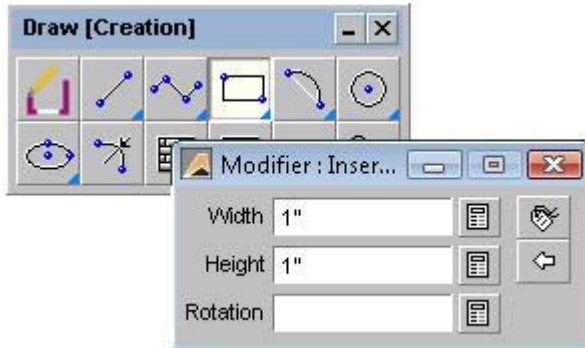 Draw [Creation]
Modifier : Inser...
Width 1"
Height 1"
Rotation